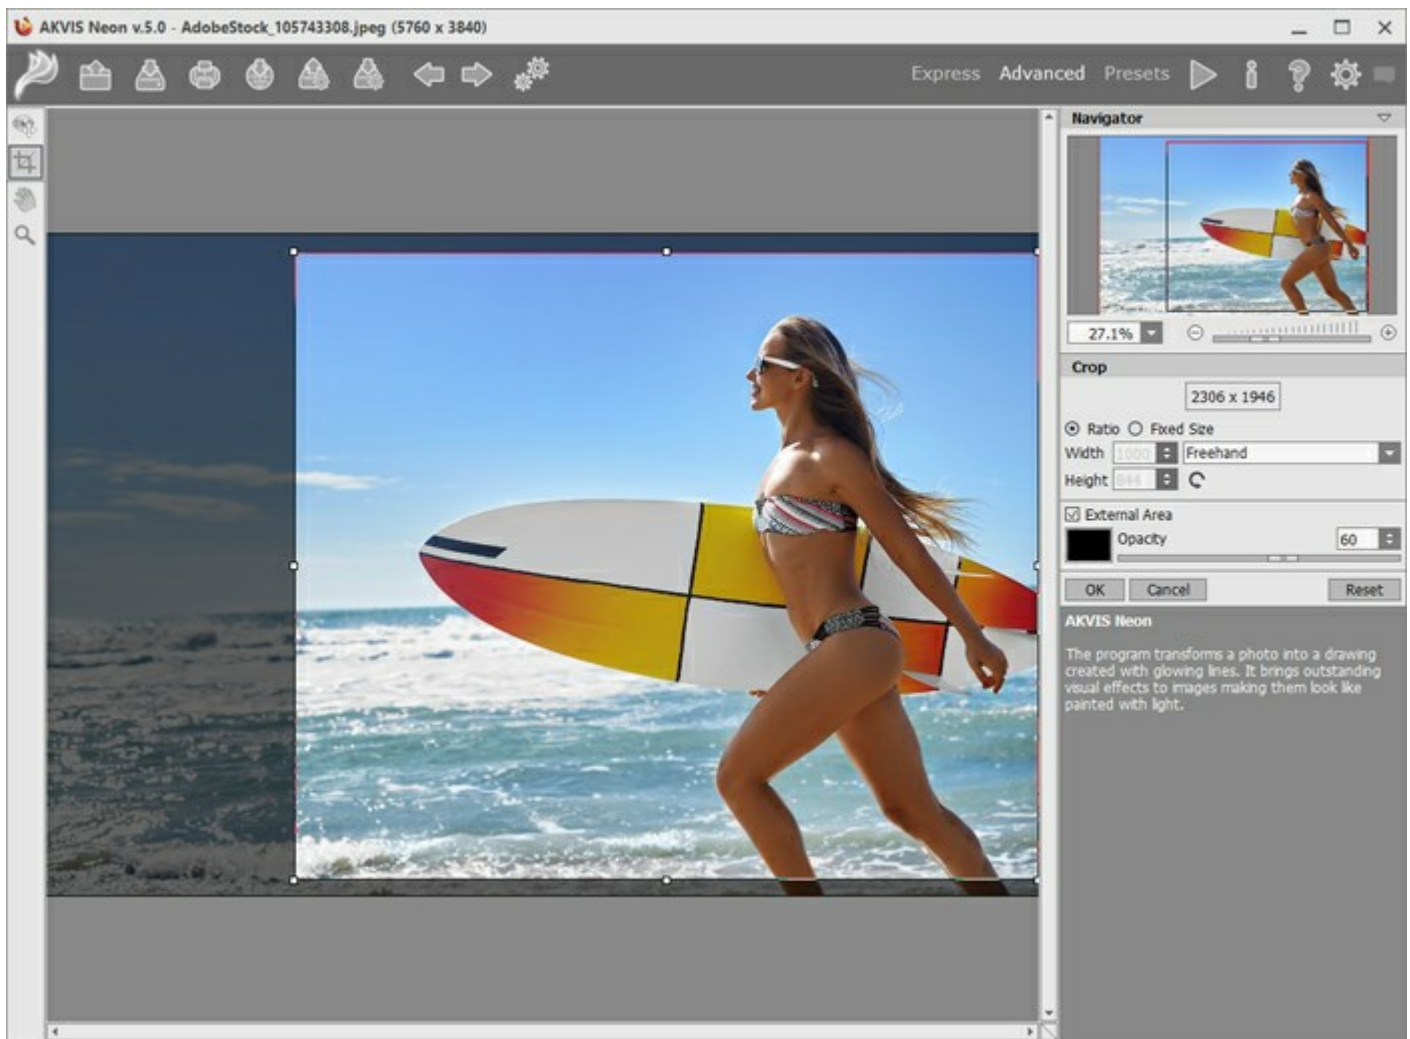 AKVIS Neon v.5.0 - AdobeStock_105743308.jpeg (5760 x 3840)
Express Advanced Presets
Navigator
27.1%
Crop
2306 x 1946
Ratio Fixed Size
Width 1000 Freehand
Height 844
External Area
Opacity 60
OK Cancel Reset
AKVIS Neon
The program transforms a photo into a drawing
created with glowing lines. It brings outstanding
visual effects to images making them look like
painted with light.